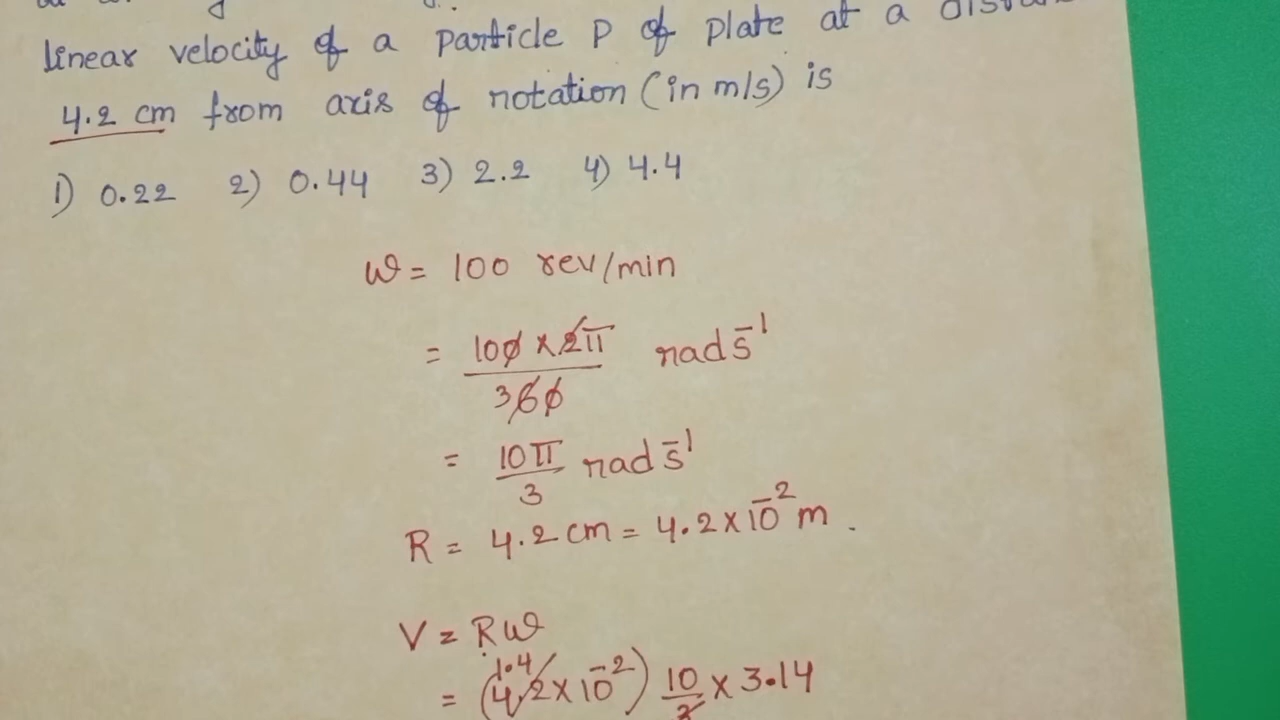 linear velocity of a particle P of plate at a
4.2 cm from axis of rotation (in m/s) is
1) 0.22 2) 0.44 3) 2.2 4) 4.4
ω = 100 rev/min
= 100 × 2π / 360 rad s⁻¹
= 10π / 3 rad s⁻¹
R = 4.2 cm = 4.2 × 10⁻² m.
V = Rω
1.4
= (4.2 × 10⁻²) 10/3 × 3.14